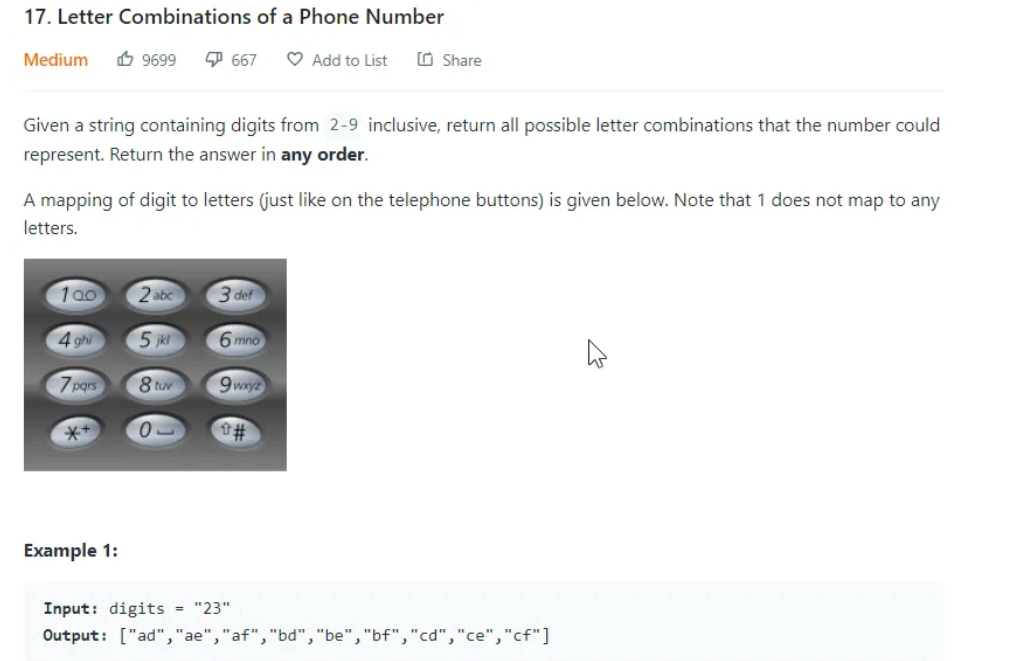 17. Letter Combinations of a Phone Number
Medium 9699 667 Add to List Share
Given a string containing digits from 2-9 inclusive, return all possible letter combinations that the number could
represent. Return the answer in any order.
A mapping of digit to letters (just like on the telephone buttons) is given below. Note that 1 does not map to any
letters.
1 2 abc 3 def
4 ghi 5 jkl 6 mno
7 pqrs 8 tuv 9 wxyz
*+ 0 #
Example 1:
Input: digits = "23"
Output: ["ad","ae","af","bd","be","bf","cd","ce","cf"]